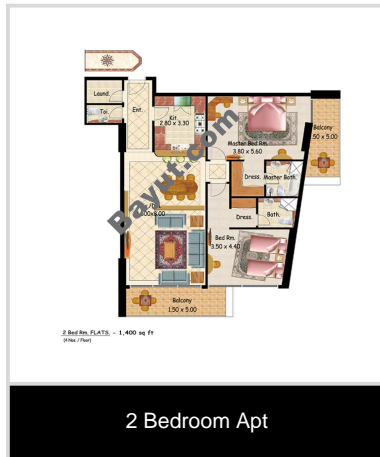 Laund.
Toi.
Ent.
Kit.
2.80 x 3.30
Master Bed Rm.
3.80 x 5.60
Balcony
.50 x 5.00
Dress.
Master Bath.
Dress.
Bath.
Bed Rm.
3.50 x 4.40
Balcony
1.50 x 5.00
Bayut.com
2 Bed Rm. FLATS. - 1,400 sq ft
(4 Nos. / Floor)
2 Bedroom Apt